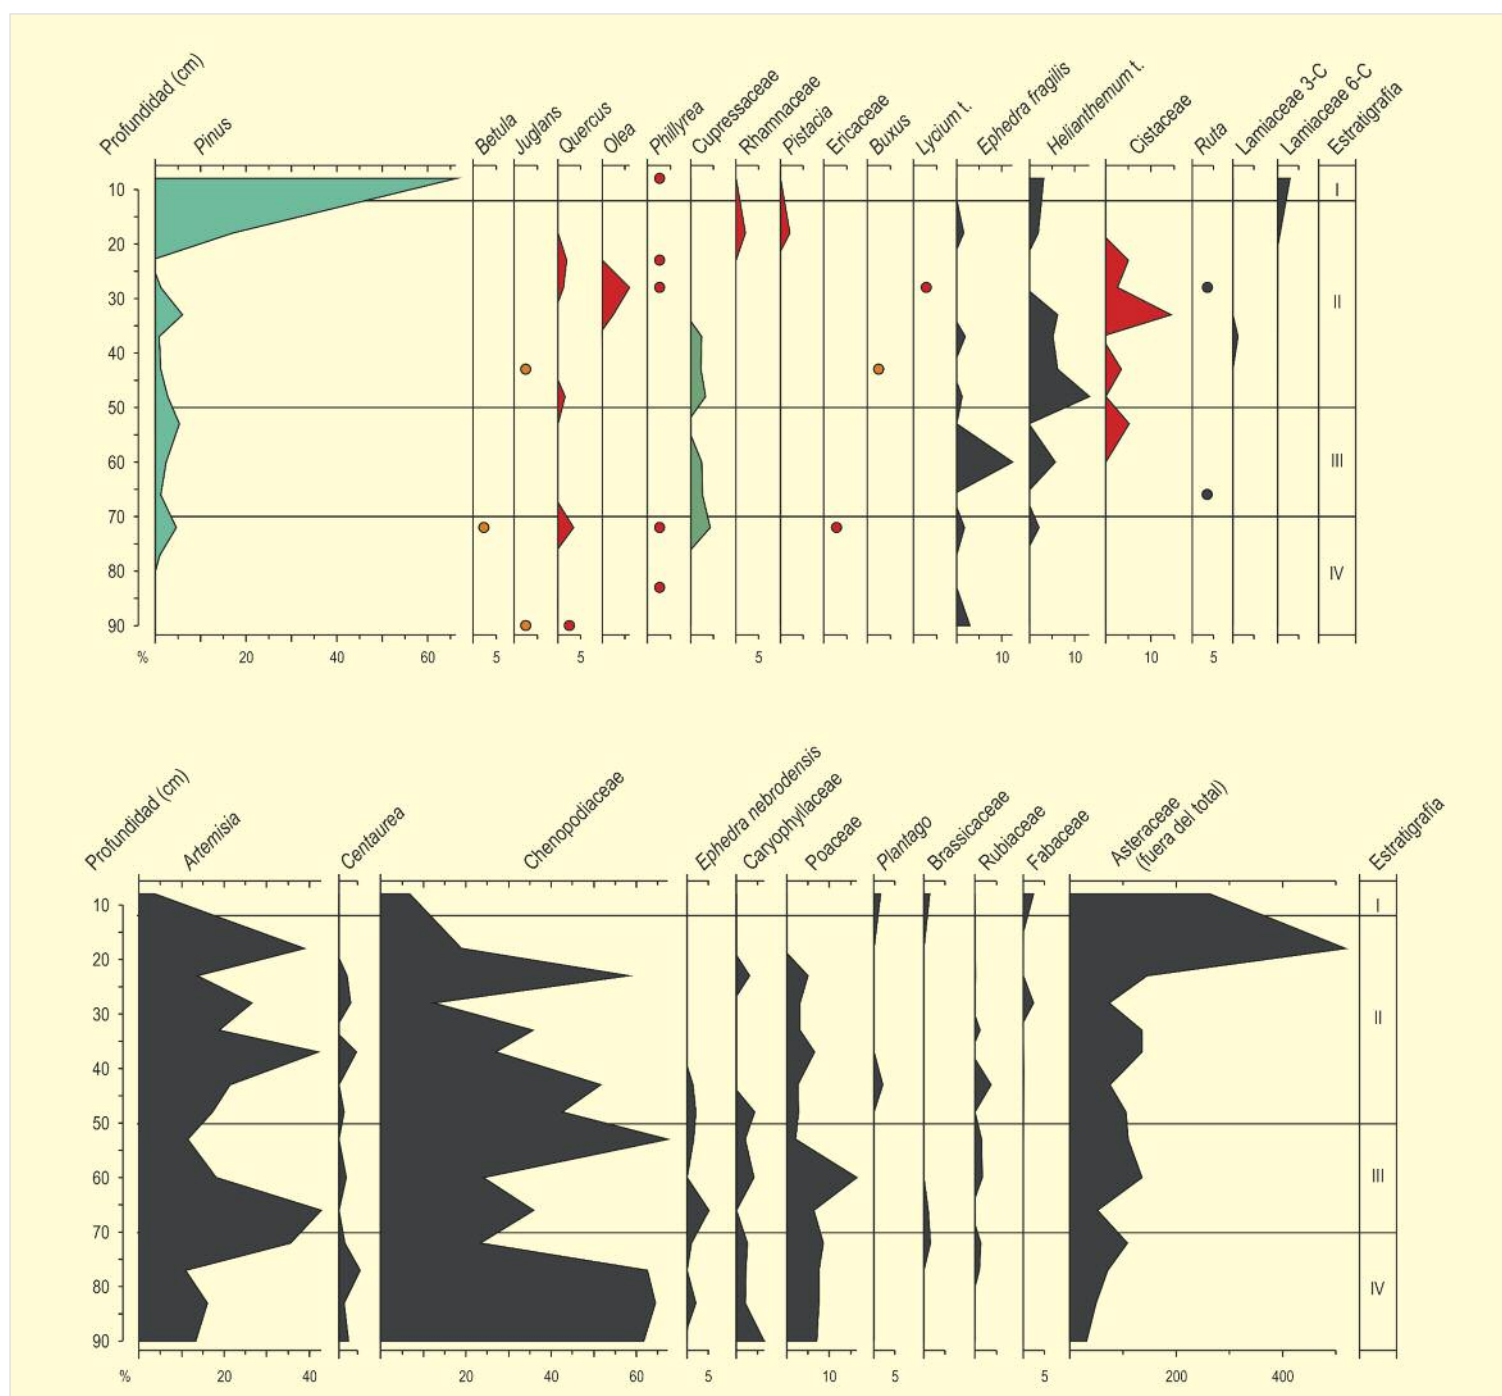 Profundidad (cm)
Pinus
Betula
Juglans
Quercus
Olea
Phillyrea
Cupressaceae
Rhamnaceae
Pistacia
Ericaceae
Buxus
Lycium t.
Ephedra fragilis
Helianthemum t.
Cistaceae
Ruta
Lamiaceae 3-C
Lamiaceae 6-C
Estratigrafía
10
20
30
40
50
60
70
80
90
I
II
III
IV
% 20 40 60 5 5 5 10 10 10 5
Profundidad (cm)
Artemisia
Centaurea
Chenopodiaceae
Ephedra nebrodensis
Caryophyllaceae
Poaceae
Plantago
Brassicaceae
Rubiaceae
Fabaceae
Asteraceae
(fuera del total)
Estratigrafía
10
20
30
40
50
60
70
80
90
I
II
III
IV
% 20 40 20 40 60 5 10 5 5 200 400